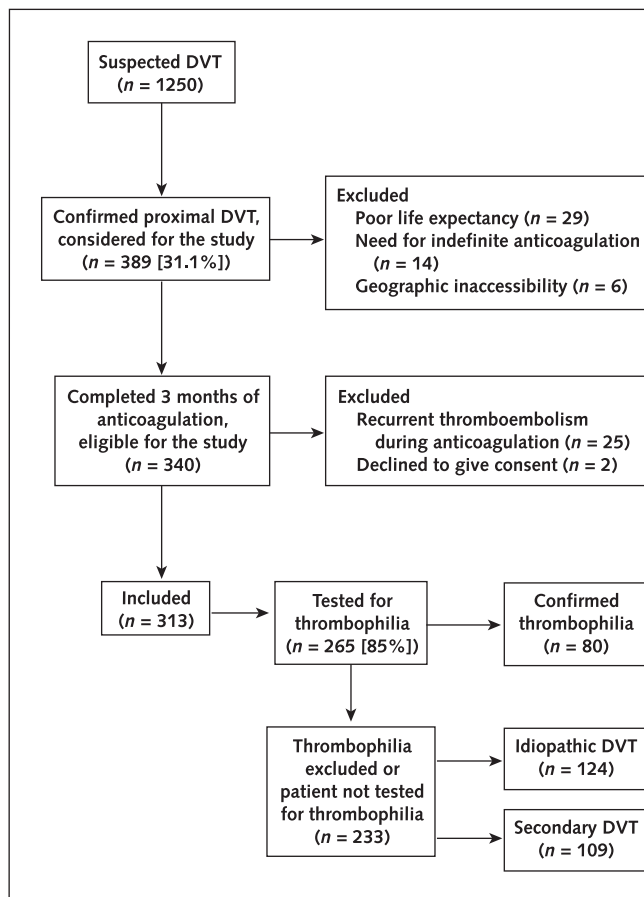 Suspected DVT
(n = 1250)
Confirmed proximal DVT,
considered for the study
(n = 389 [31.1%])
Excluded
Poor life expectancy (n = 29)
Need for indefinite anticoagulation
(n = 14)
Geographic inaccessibility (n = 6)
Completed 3 months of
anticoagulation,
eligible for the study
(n = 340)
Excluded
Recurrent thromboembolism
during anticoagulation (n = 25)
Declined to give consent (n = 2)
Included
(n = 313)
Tested for
thrombophilia
(n = 265 [85%])
Confirmed
thrombophilia
(n = 80)
Thrombophilia
excluded or
patient not tested
for thrombophilia
(n = 233)
Idiopathic DVT
(n = 124)
Secondary DVT
(n = 109)